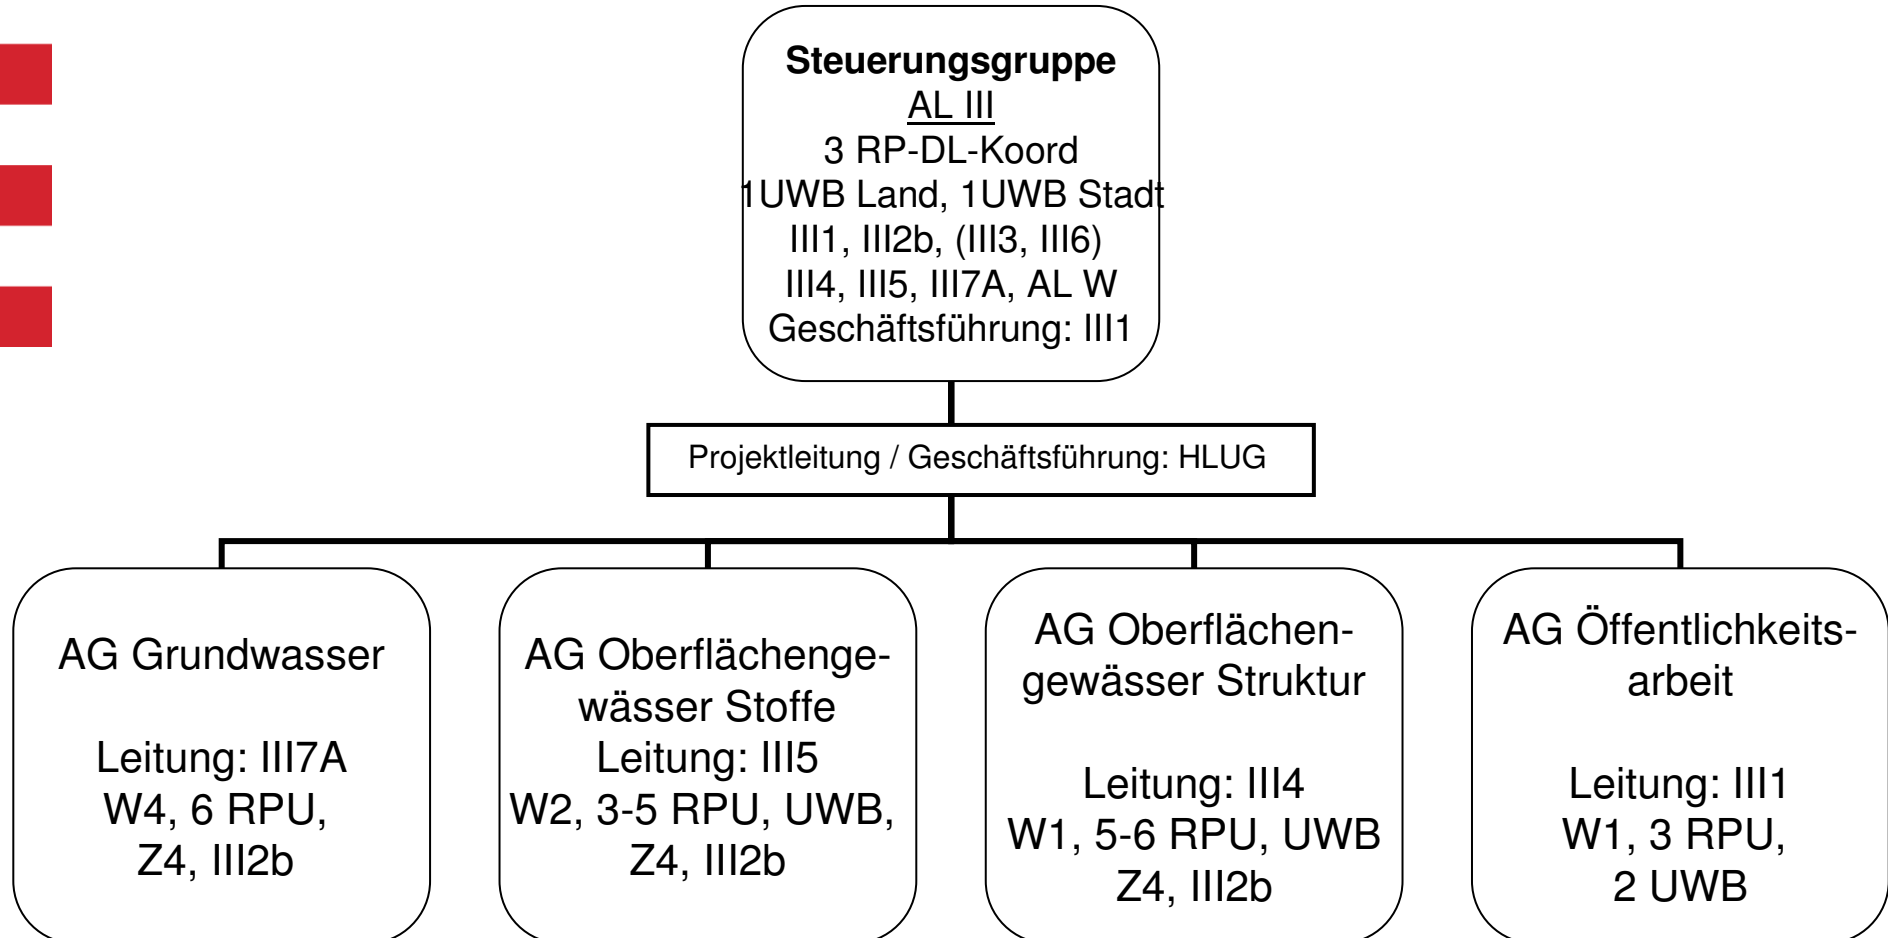 Steuerungsgruppe
AL III
3 RP-DL-Koord
1UWB Land, 1UWB Stadt
III1, III2b, (III3, III6)
III4, III5, III7A, AL W
Geschäftsführung: III1
Projektleitung / Geschäftsführung: HLUG
AG Grundwasser
Leitung: III7A
W4, 6 RPU,
Z4, III2b
AG Oberflächenge-
wässer Stoffe
Leitung: III5
W2, 3-5 RPU, UWB,
Z4, III2b
AG Oberflächen-
gewässer Struktur
Leitung: III4
W1, 5-6 RPU, UWB
Z4, III2b
AG Öffentlichkeits-
arbeit
Leitung: III1
W1, 3 RPU,
2 UWB